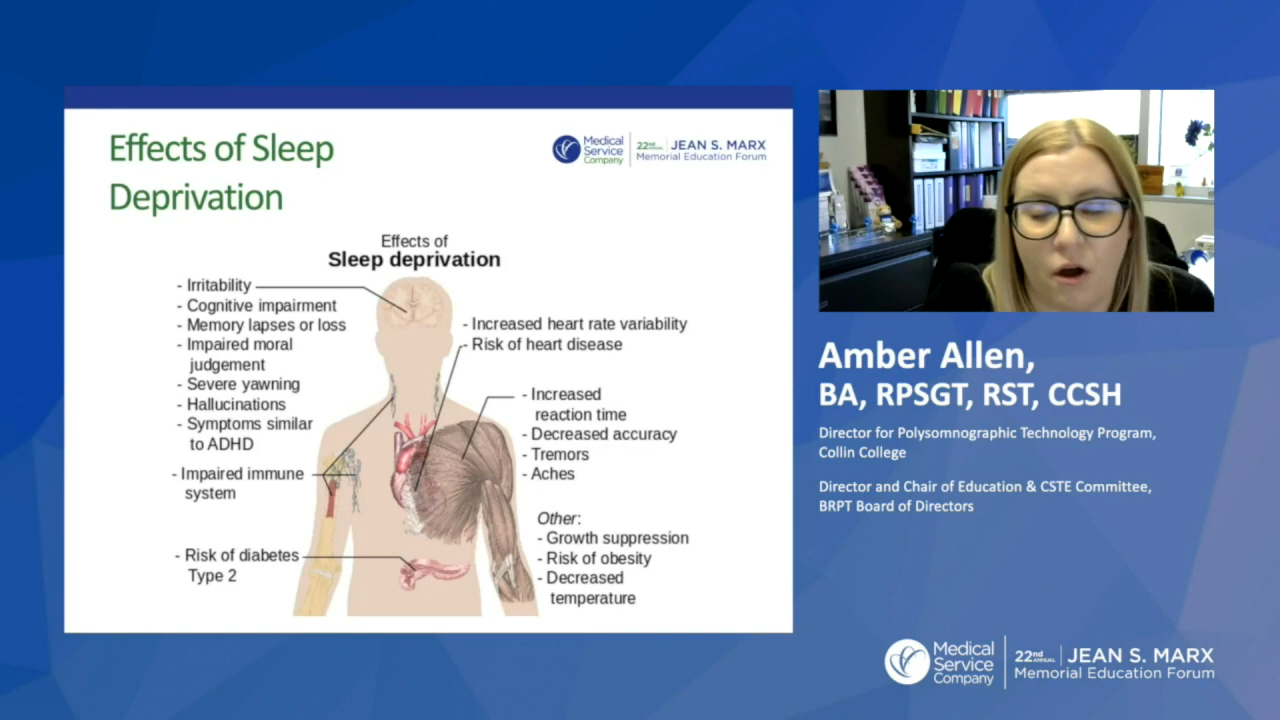 Effects of Sleep
Deprivation
Medical
Service
Company
22nd ANNUAL
JEAN S. MARX
Memorial Education Forum
Effects of
Sleep deprivation
- Irritability
- Cognitive impairment
- Memory lapses or loss
- Impaired moral
judgement
- Severe yawning
- Hallucinations
- Symptoms similar
to ADHD
- Impaired immune
system
- Risk of diabetes
Type 2
- Increased heart rate variability
- Risk of heart disease
- Increased
reaction time
- Decreased accuracy
- Tremors
- Aches
Other:
- Growth suppression
- Risk of obesity
- Decreased
temperature
Amber Allen,
BA, RPSGT, RST, CCSH
Director for Polysomnographic Technology Program,
Collin College
Director and Chair of Education & CSTE Committee,
BRPT Board of Directors
Medical
Service
Company
22nd ANNUAL
JEAN S. MARX
Memorial Education Forum